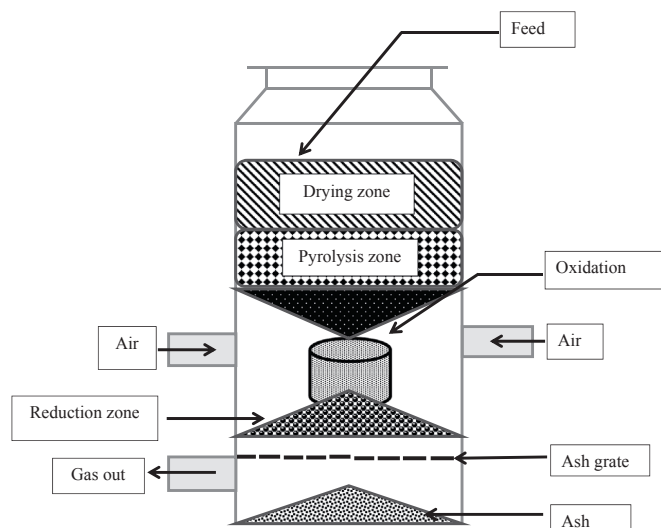 Feed
Drying zone
Pyrolysis zone
Oxidation
Air
Air
Reduction zone
Gas out
Ash grate
Ash